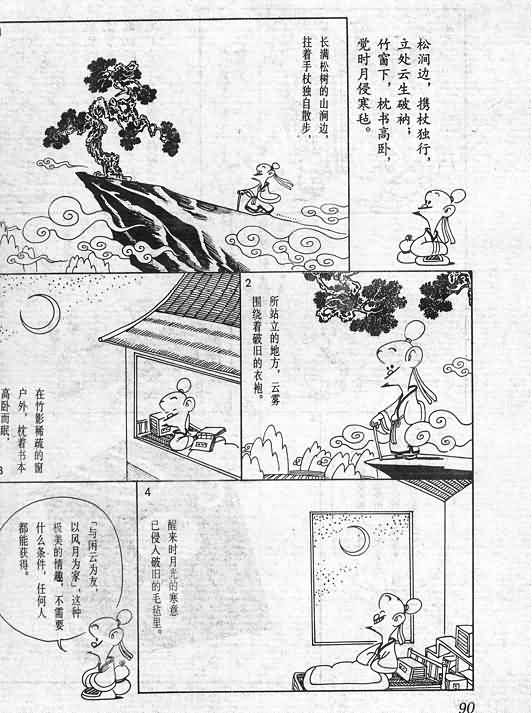 松涧边，携杖独行，
立处云生破衲；
竹窗下，枕书高卧，
觉时月侵寒毡。
长满松树的山涧边，
拄着手杖独自散步，
2
所站立的地方，云雾
围绕着破旧的衣袍。
3
在竹影稀疏的窗
户外，枕着书本
高卧而眠、
4
醒来时月光的寒意
已侵入破旧的毛毡里。
「与闲云为友，
以风月为家」，这种
极美的情趣，不需要
什么条件，任何人
都能获得。
90